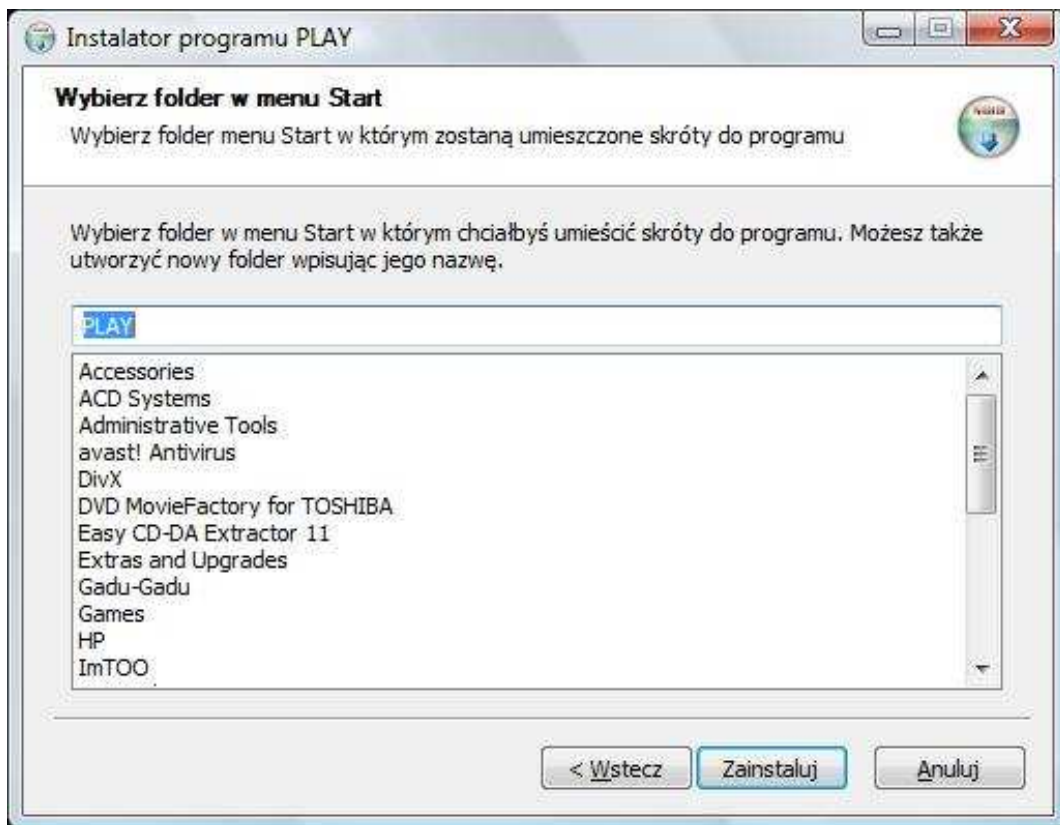 Instalator programu PLAY
Wybierz folder w menu Start
Wybierz folder menu Start w którym zostaną umieszczone skróty do programu
Wybierz folder w menu Start w którym chciałbyś umieścić skróty do programu. Możesz także
utworzyć nowy folder wpisując jego nazwę.
PLAY
Accessories
ACD Systems
Administrative Tools
avast! Antivirus
DivX
DVD MovieFactory for TOSHIBA
Easy CD-DA Extractor 11
Extras and Upgrades
Gadu-Gadu
Games
HP
ImTOO
< Wstecz
Zainstaluj
Anuluj